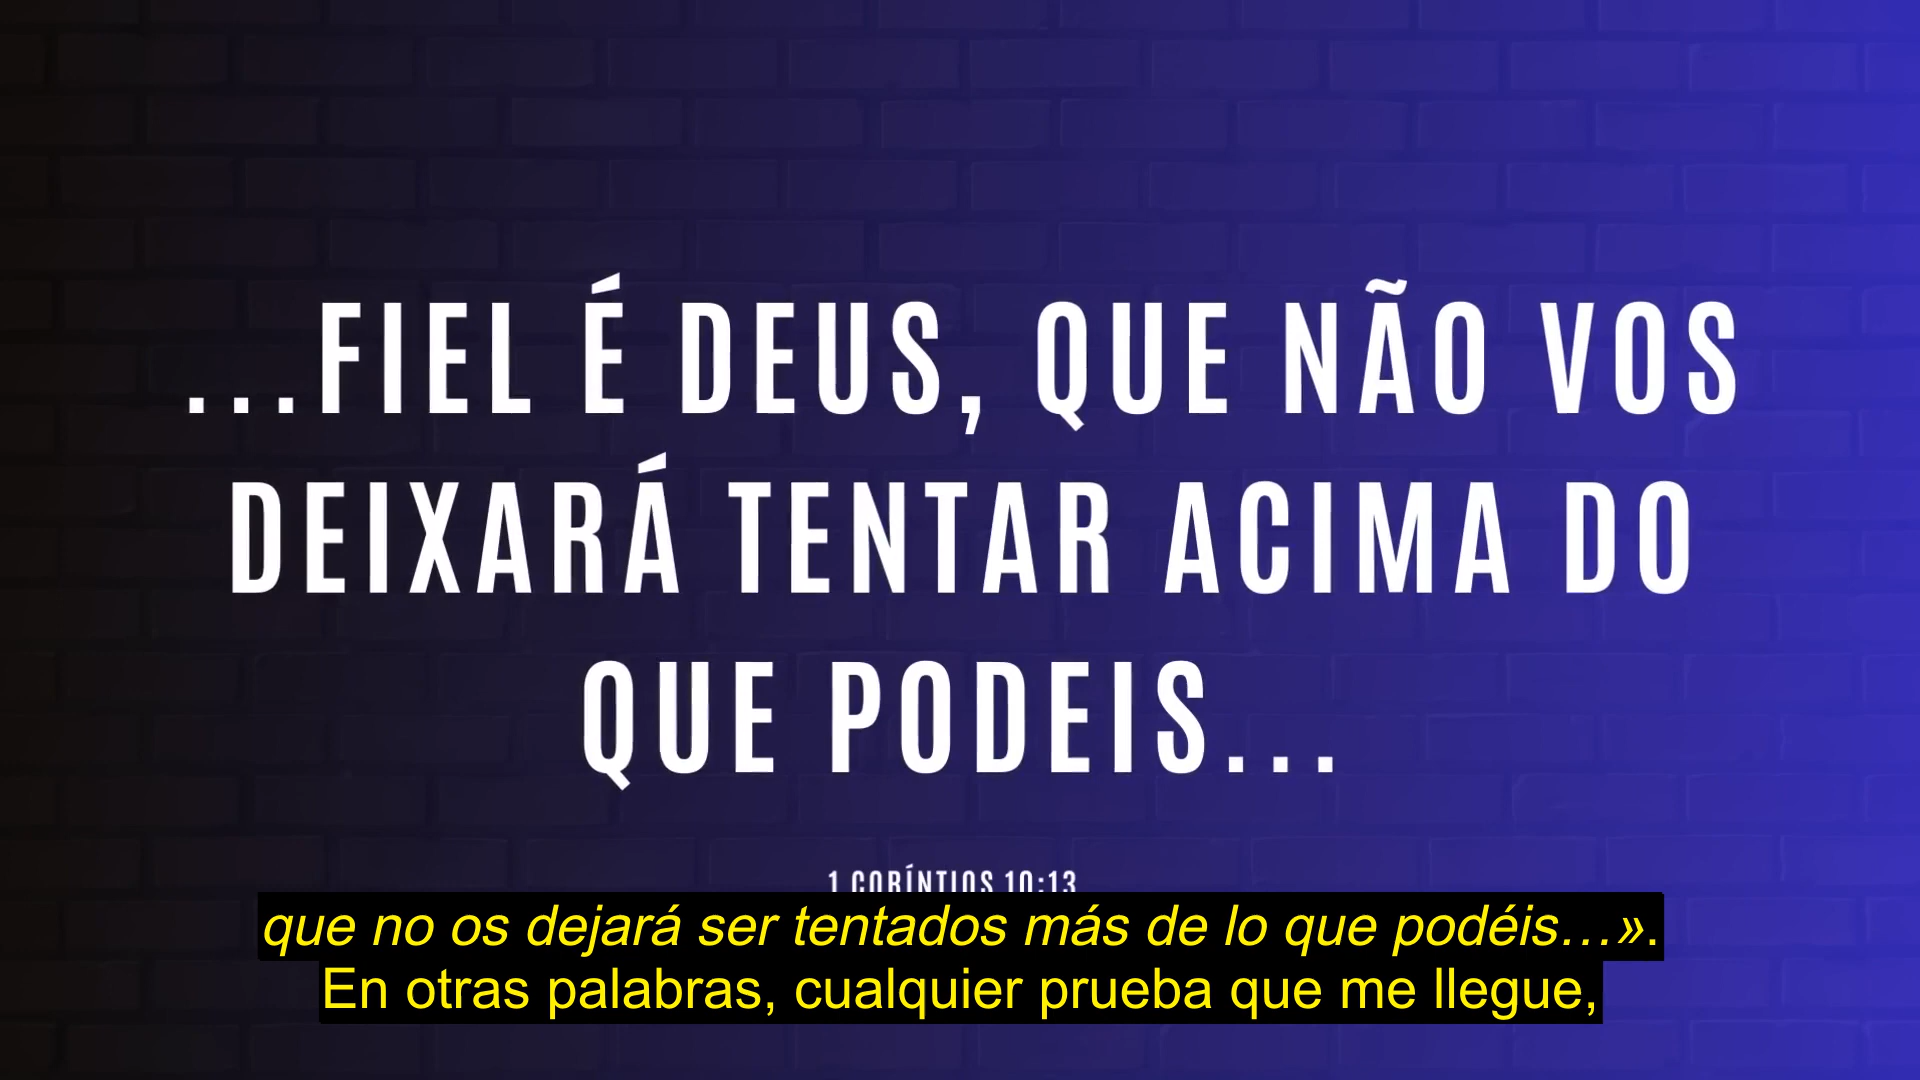 ...FIEL É DEUS, QUE NÃO VOS
DEIXARÁ TENTAR ACIMA DO
QUE PODEIS...
1 CORÍNTIOS 10:13
que no os dejará ser tentados más de lo que podéis…».
En otras palabras, cualquier prueba que me llegue,